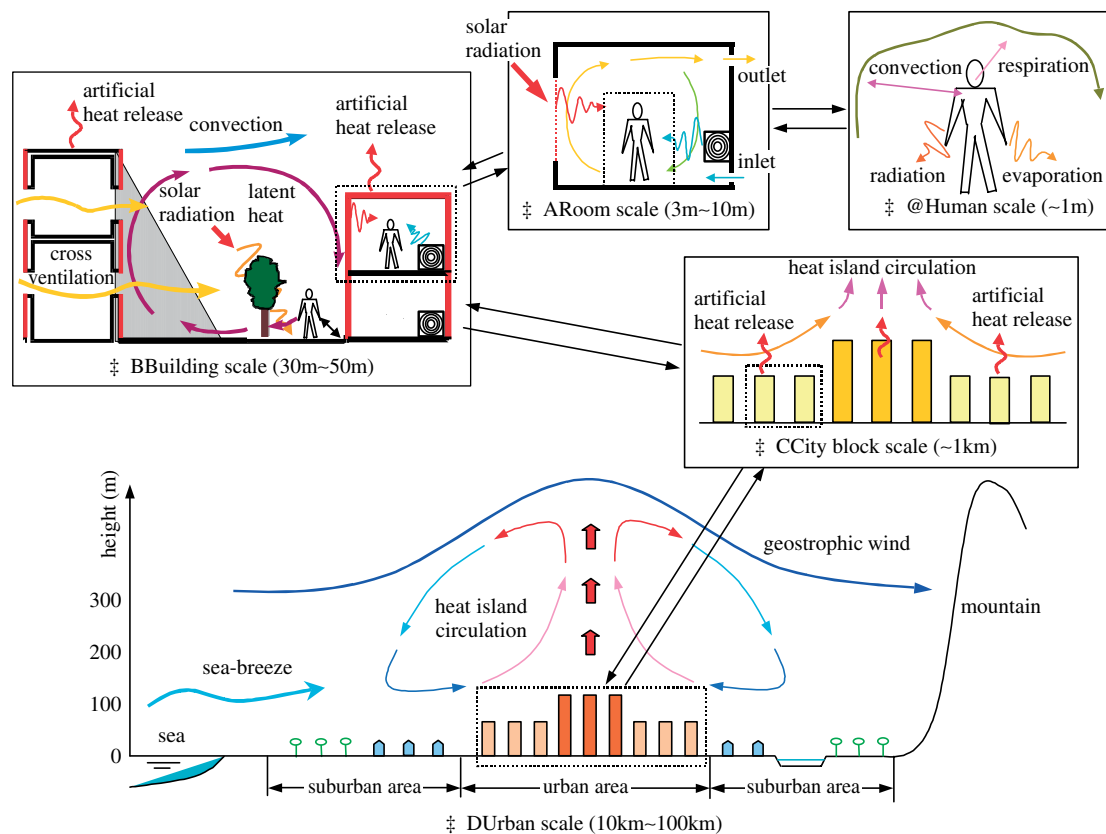 solar
radiation
outlet
inlet
‡ ARoom scale (3m~10m)
convection
respiration
radiation
evaporation
‡ @Human scale (~1m)
artificial
heat release
convection
artificial
heat release
solar
radiation
latent
heat
cross
ventilation
‡ BBuilding scale (30m~50m)
heat island circulation
artificial
heat release
artificial
heat release
‡ CCity block scale (~1km)
height (m)
300
200
100
0
geostrophic wind
mountain
heat island
circulation
sea-breeze
sea
suburban area
urban area
suburban area
‡ DUrban scale (10km~100km)